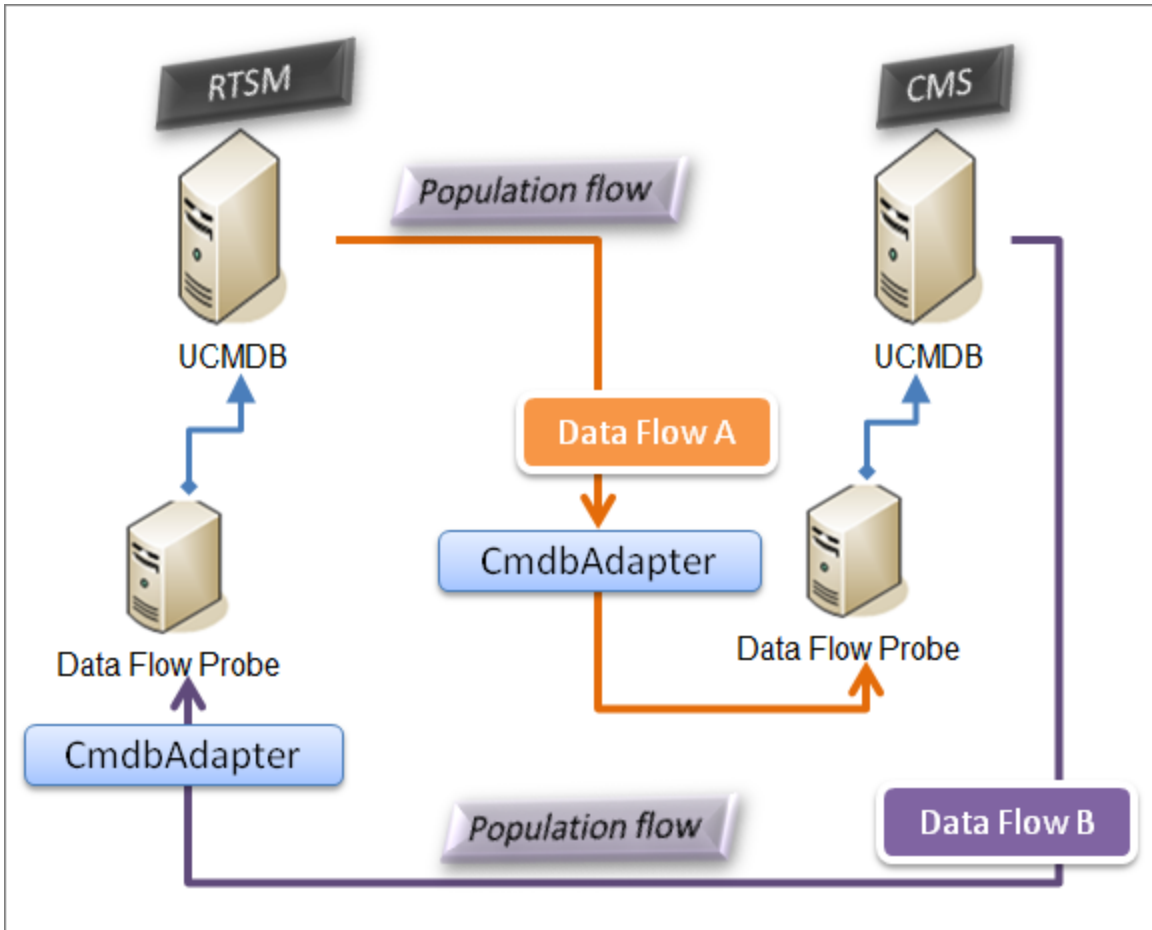 RTSM
CMS
Population flow
UCMDB
UCMDB
Data Flow A
CmdbAdapter
Data Flow Probe
Data Flow Probe
CmdbAdapter
Population flow
Data Flow B